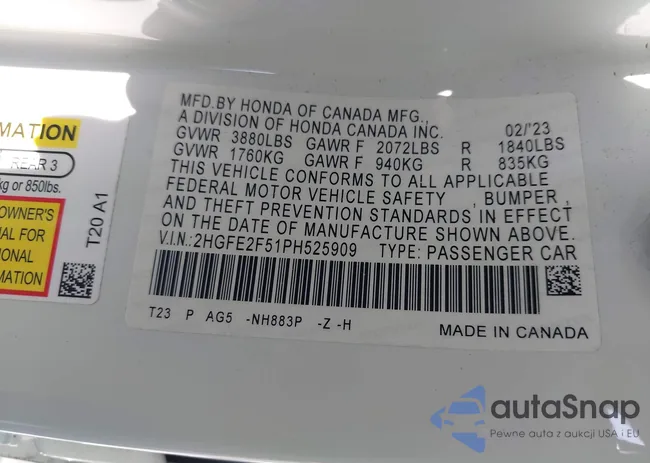 MATION
REAR 3
kg or 850lbs.
OWNER'S
AL FOR
IONAL
RMATION
T20 A1
MFD.BY HONDA OF CANADA MFG.,
A DIVISION OF HONDA CANADA INC. 02/'23
GVWR 3880LBS GAWR F 2072LBS R 1840LBS
GVWR 1760KG GAWR F 940KG R 835KG
THIS VEHICLE CONFORMS TO ALL APPLICABLE
FEDERAL MOTOR VEHICLE SAFETY , BUMPER ,
AND THEFT PREVENTION STANDARDS IN EFFECT
ON THE DATE OF MANUFACTURE SHOWN ABOVE.
V.I.N.:2HGFE2F51PH525909 TYPE: PASSENGER CAR
T23 P AG5 -NH883P -Z -H
MADE IN CANADA
autaSnap
Pewne auta z aukcji USA i EU